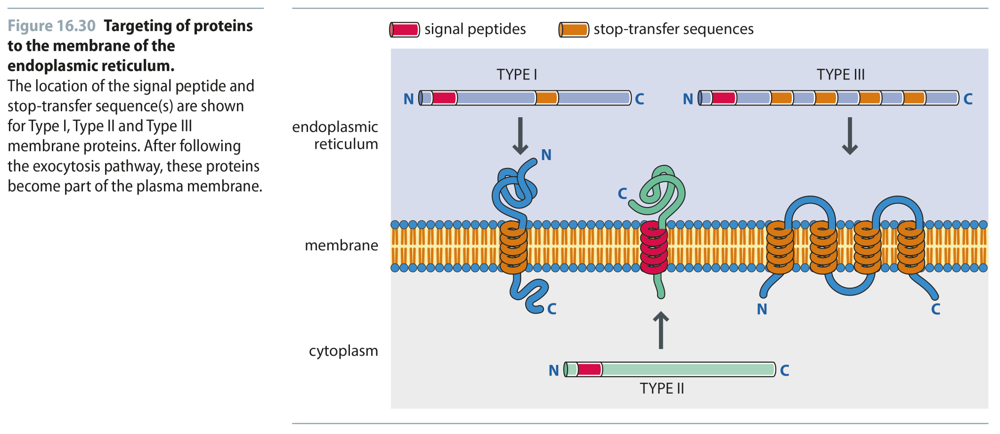 Figure 16.30 Targeting of proteins
to the membrane of the
endoplasmic reticulum.
The location of the signal peptide and
stop-transfer sequence(s) are shown
for Type I, Type II and Type III
membrane proteins. After following
the exocytosis pathway, these proteins
become part of the plasma membrane.
signal peptides
stop-transfer sequences
TYPE I
TYPE III
N
C
N
C
endoplasmic
reticulum
N
C
membrane
C
N
C
cytoplasm
N
C
TYPE II